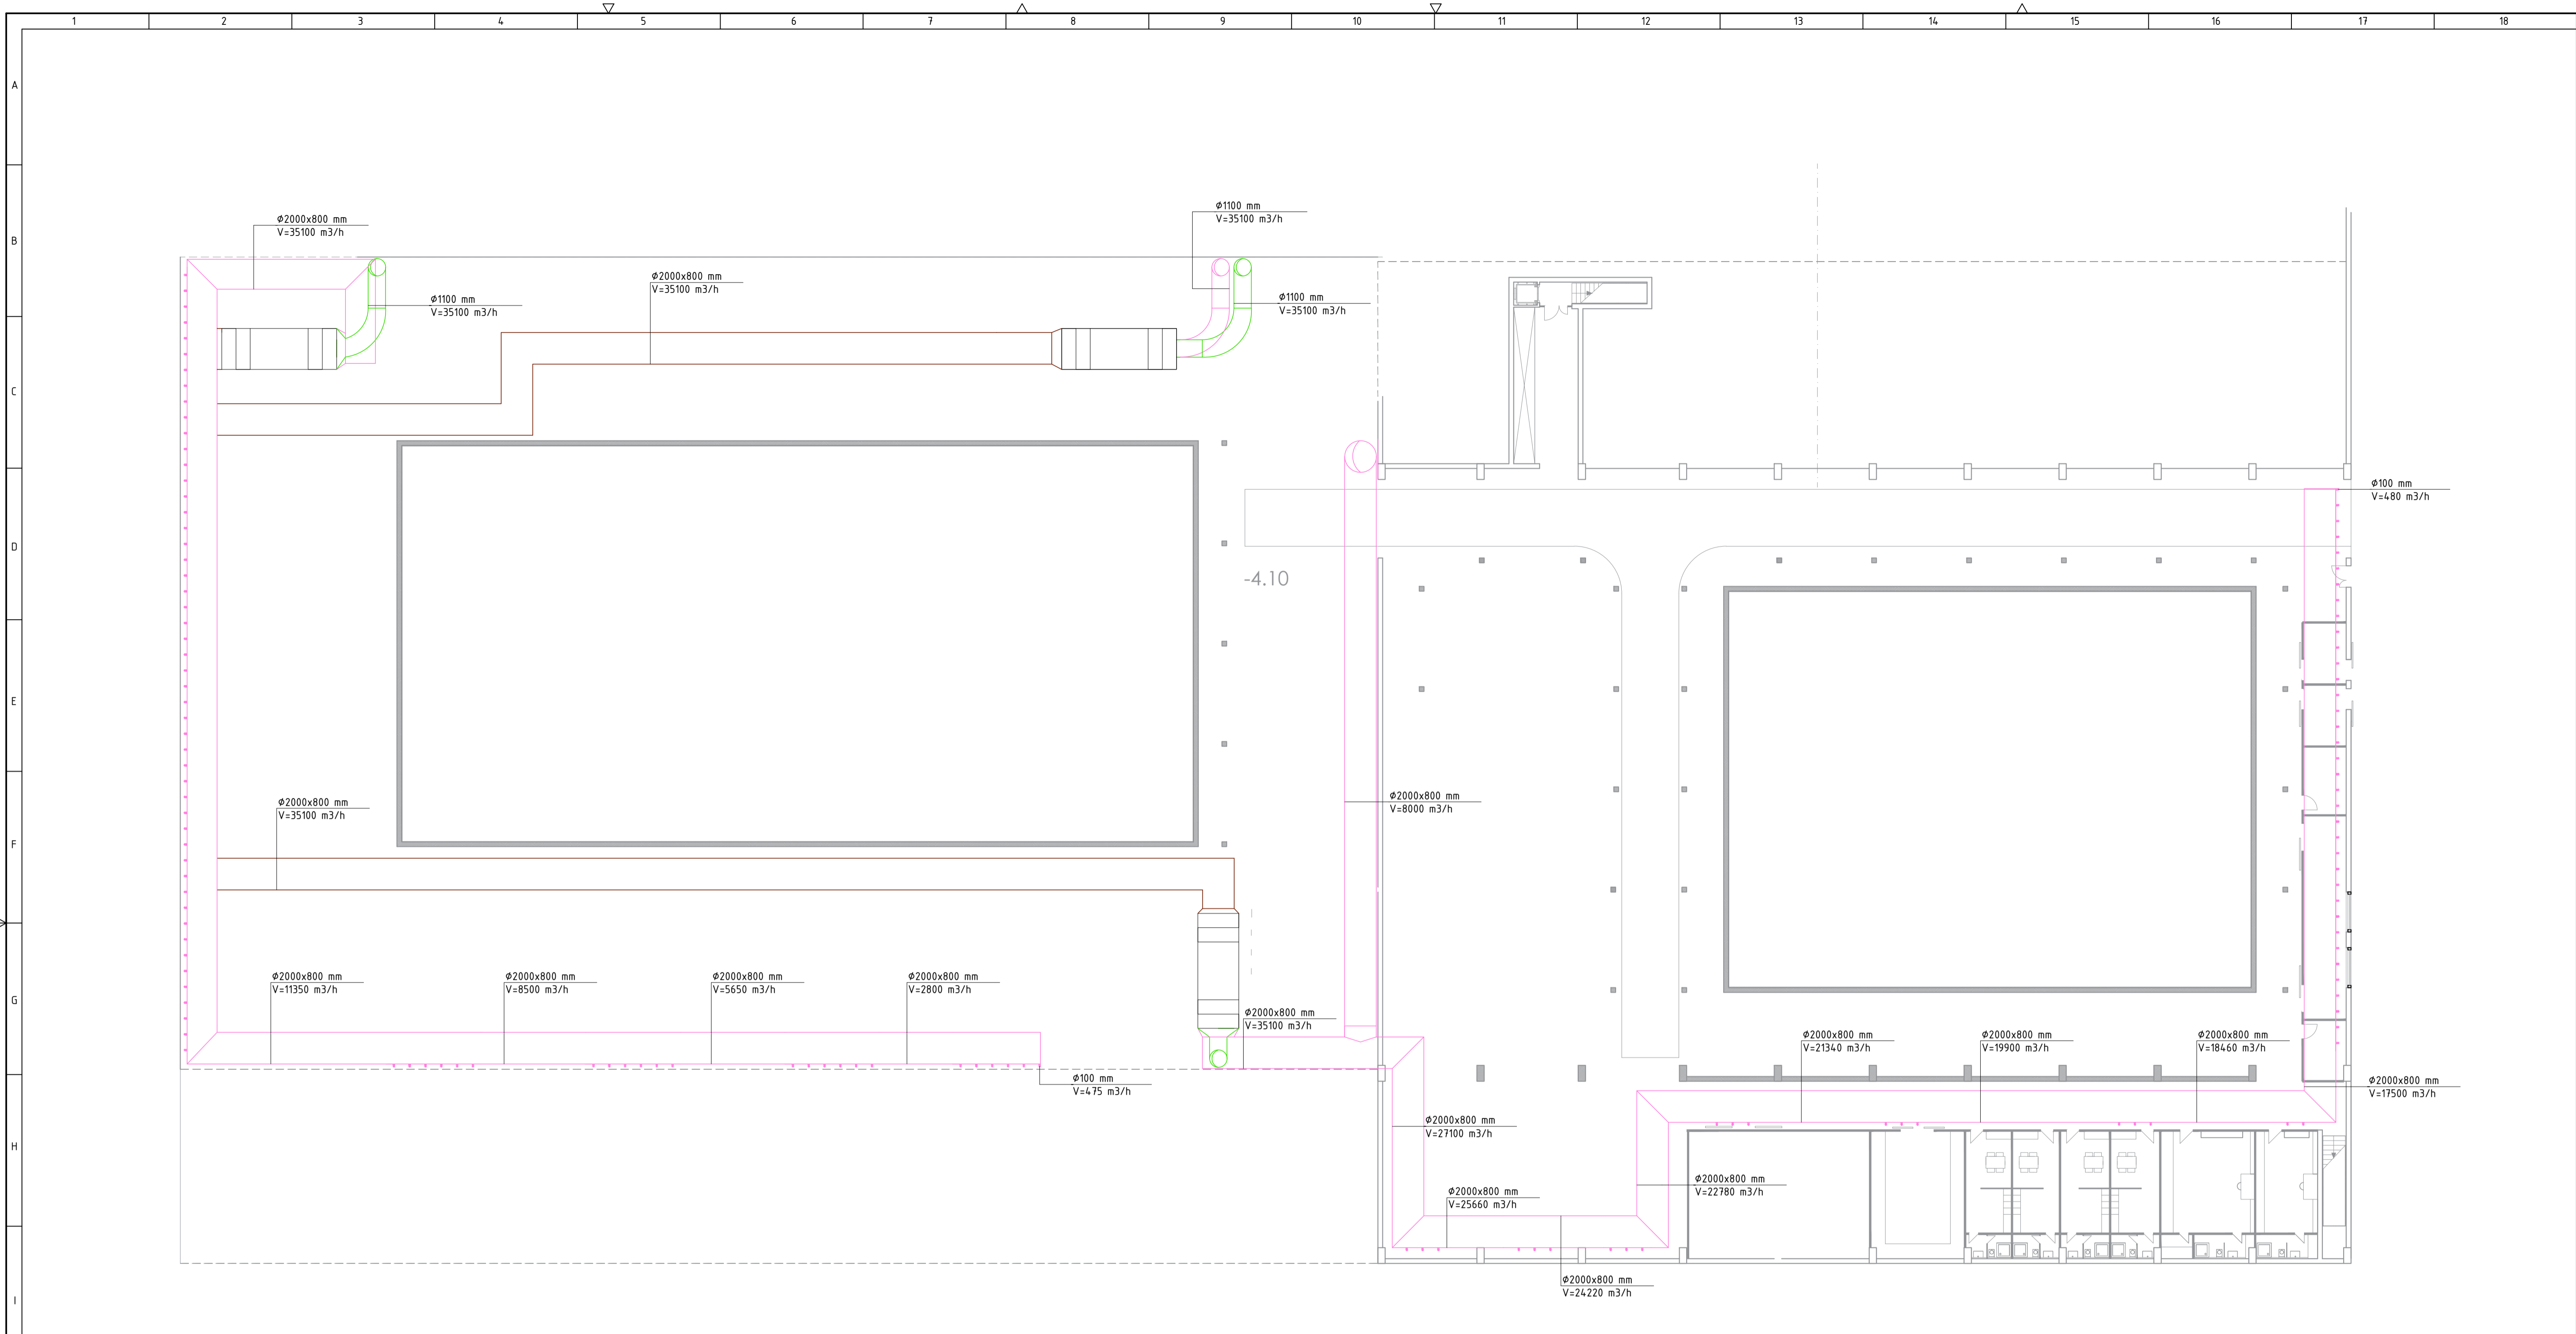 1 2 3 4 5 6 7 8 9 10 11 12 13 14 15 16 17 18
A
B
C
D
E
F
G
H
I
ϕ2000x800 mm
V=35100 m3/h
ϕ1100 mm
V=35100 m3/h
ϕ2000x800 mm
V=35100 m3/h
ϕ1100 mm
V=35100 m3/h
ϕ1100 mm
V=35100 m3/h
ϕ100 mm
V=480 m3/h
-4.10
ϕ2000x800 mm
V=35100 m3/h
ϕ2000x800 mm
V=8000 m3/h
ϕ2000x800 mm
V=11350 m3/h
ϕ2000x800 mm
V=8500 m3/h
ϕ2000x800 mm
V=5650 m3/h
ϕ2000x800 mm
V=2800 m3/h
ϕ2000x800 mm
V=35100 m3/h
ϕ100 mm
V=475 m3/h
ϕ2000x800 mm
V=21340 m3/h
ϕ2000x800 mm
V=19900 m3/h
ϕ2000x800 mm
V=18460 m3/h
ϕ2000x800 mm
V=17500 m3/h
ϕ2000x800 mm
V=27100 m3/h
ϕ2000x800 mm
V=25660 m3/h
ϕ2000x800 mm
V=22780 m3/h
ϕ2000x800 mm
V=24220 m3/h